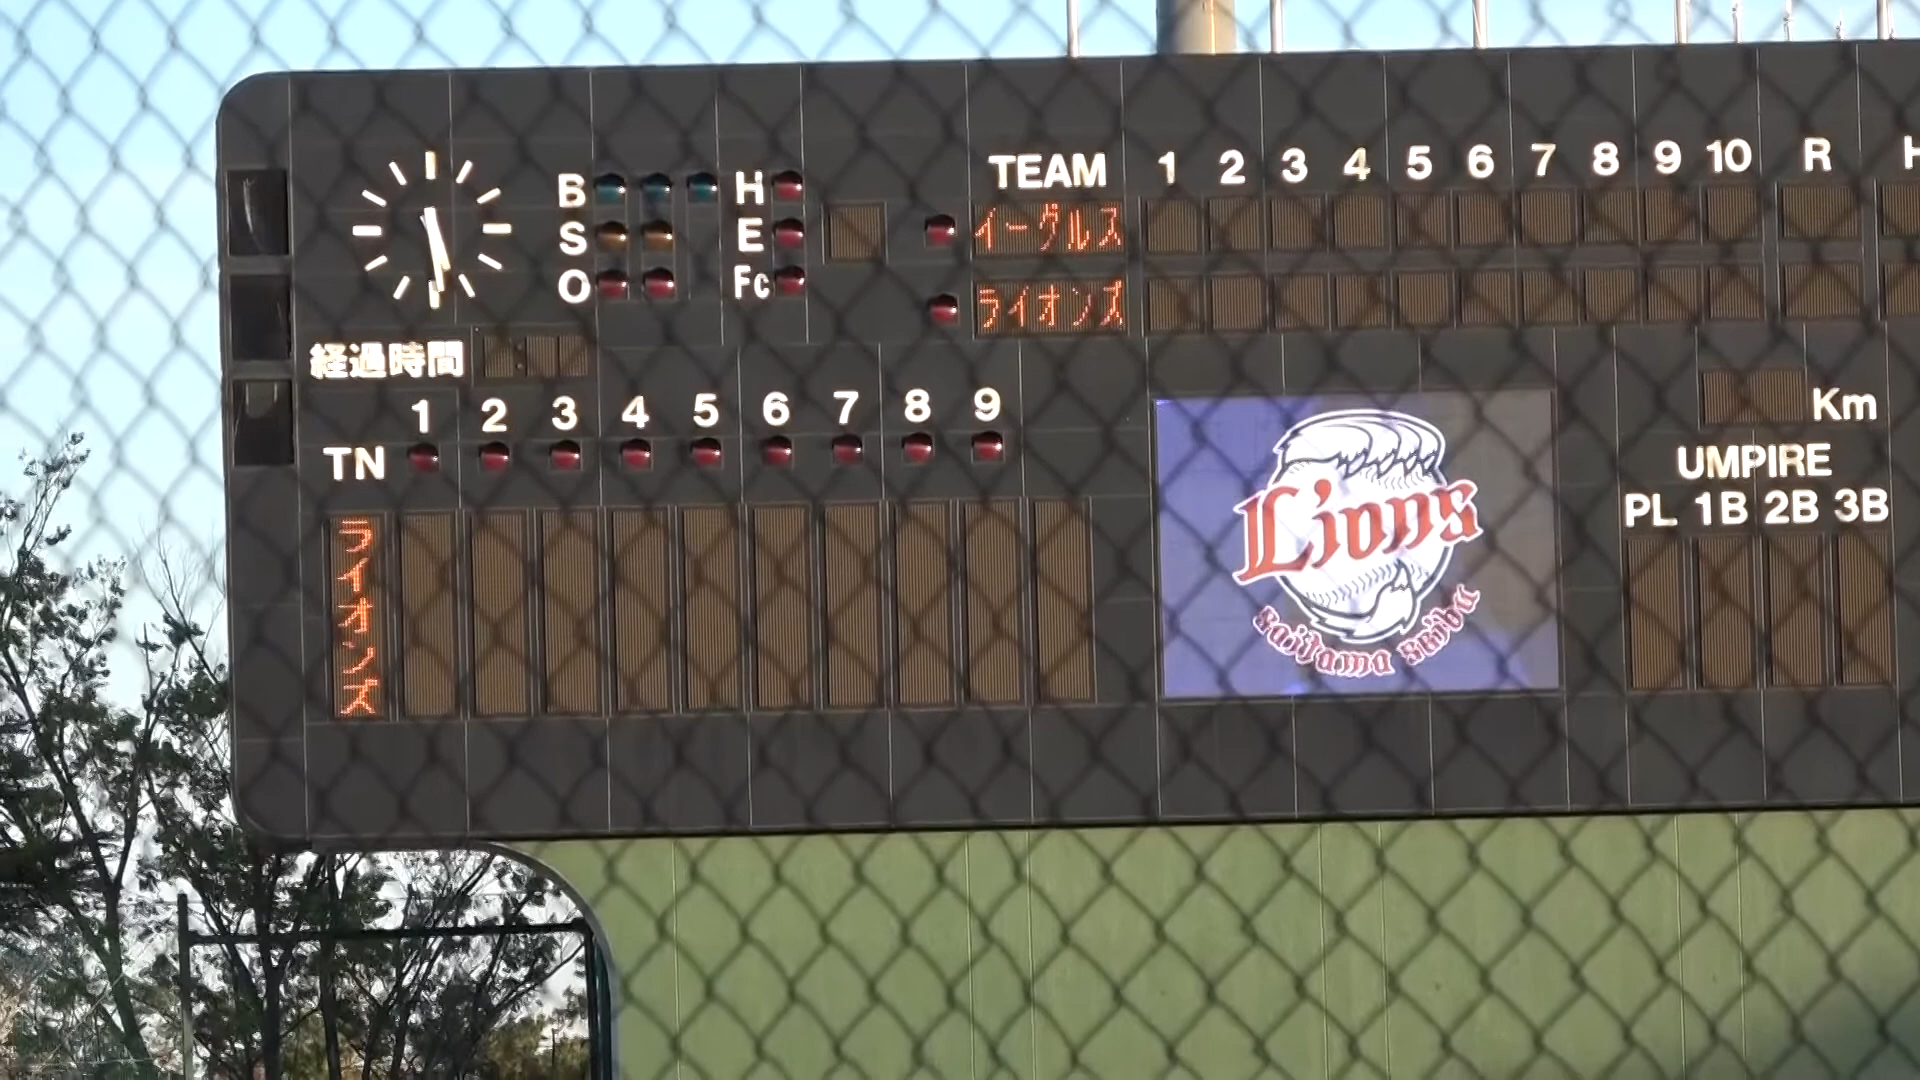 TEAM 1 2 3 4 5 6 7 8 9 10 R H
B H
イーグルス
S E
O Fc
ライオンズ
経過時間
1 2 3 4 5 6 7 8 9
TN
Km
UMPIRE
PL 1B 2B 3B
ライオンズ
Lions
saitama seibu